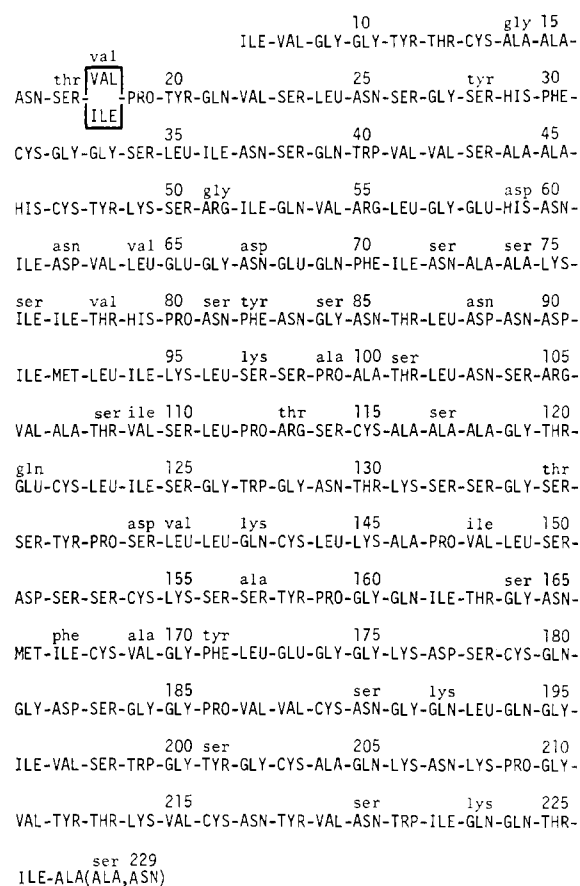 10 gly 15
ILE-VAL-GLY-GLY-TYR-THR-CYS-ALA-ALA-
val
thr VAL 20 25 tyr 30
ASN-SER- -PRO-TYR-GLN-VAL-SER-LEU-ASN-SER-GLY-SER-HIS-PHE-
ILE
35 40 45
CYS-GLY-GLY-SER-LEU-ILE-ASN-SER-GLN-TRP-VAL-VAL-SER-ALA-ALA-
50 gly 55 asp 60
HIS-CYS-TYR-LYS-SER-ARG-ILE-GLN-VAL-ARG-LEU-GLY-GLU-HIS-ASN-
asn val 65 asp 70 ser ser 75
ILE-ASP-VAL-LEU-GLU-GLY-ASN-GLU-GLN-PHE-ILE-ASN-ALA-ALA-LYS-
ser val 80 ser tyr ser 85 asn 90
ILE-ILE-THR-HIS-PRO-ASN-PHE-ASN-GLY-ASN-THR-LEU-ASP-ASN-ASP-
95 lys ala 100 ser 105
ILE-MET-LEU-ILE-LYS-LEU-SER-SER-PRO-ALA-THR-LEU-ASN-SER-ARG-
ser ile 110 thr 115 ser 120
VAL-ALA-THR-VAL-SER-LEU-PRO-ARG-SER-CYS-ALA-ALA-ALA-GLY-THR-
gln 125 130 thr
GLU-CYS-LEU-ILE-SER-GLY-TRP-GLY-ASN-THR-LYS-SER-SER-GLY-SER-
asp val lys 145 ile 150
SER-TYR-PRO-SER-LEU-LEU-GLN-CYS-LEU-LYS-ALA-PRO-VAL-LEU-SER-
155 ala 160 ser 165
ASP-SER-SER-CYS-LYS-SER-SER-TYR-PRO-GLY-GLN-ILE-THR-GLY-ASN-
phe ala 170 tyr 175 180
MET-ILE-CYS-VAL-GLY-PHE-LEU-GLU-GLY-GLY-LYS-ASP-SER-CYS-GLN-
185 ser lys 195
GLY-ASP-SER-GLY-GLY-PRO-VAL-VAL-CYS-ASN-GLY-GLN-LEU-GLN-GLY-
200 ser 205 210
ILE-VAL-SER-TRP-GLY-TYR-GLY-CYS-ALA-GLN-LYS-ASN-LYS-PRO-GLY-
215 ser lys 225
VAL-TYR-THR-LYS-VAL-CYS-ASN-TYR-VAL-ASN-TRP-ILE-GLN-GLN-THR-
ser 229
ILE-ALA(ALA,ASN)